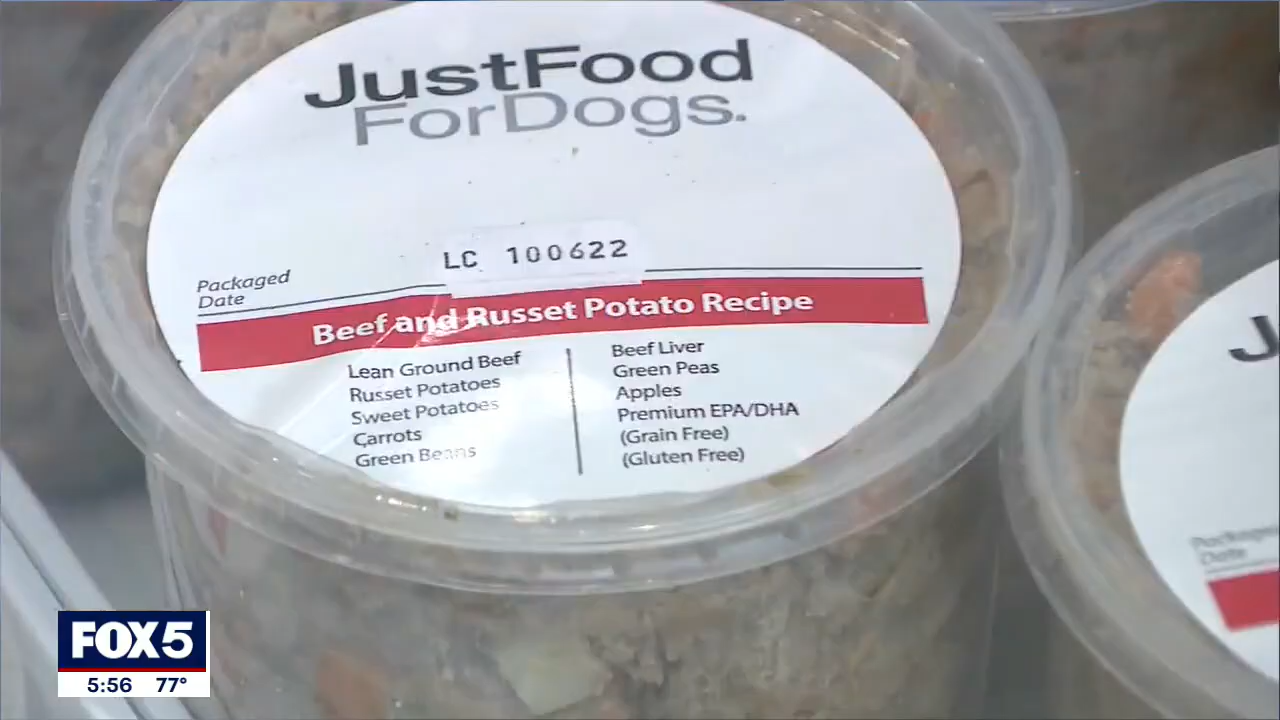 JustFood
ForDogs.
LC 100622
Packaged
Date
Beef and Russet Potato Recipe
Lean Ground Beef
Russet Potatoes
Sweet Potatoes
Carrots
Green Beans
Beef Liver
Green Peas
Apples
Premium EPA/DHA
(Grain Free)
(Gluten Free)
J
Packaged
Date
FOX 5
5:56 77°